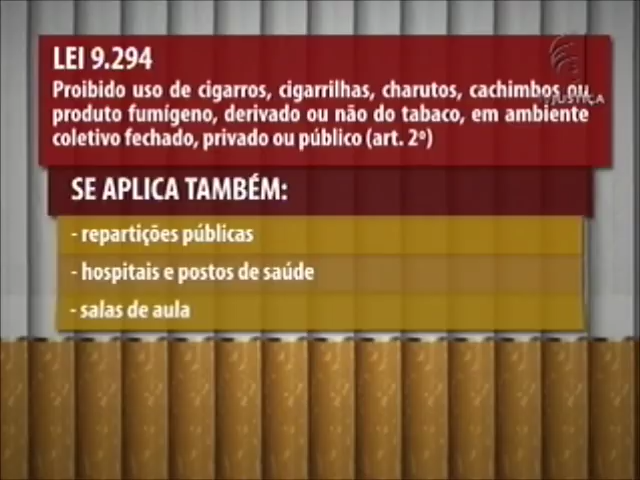 LEI 9.294
Proibido uso de cigarros, cigarrilhas, charutos, cachimbos ou
produto fumígeno, derivado ou não do tabaco, em ambiente
coletivo fechado, privado ou público (art. 2º)
SE APLICA TAMBÉM:
- repartições públicas
- hospitais e postos de saúde
- salas de aula